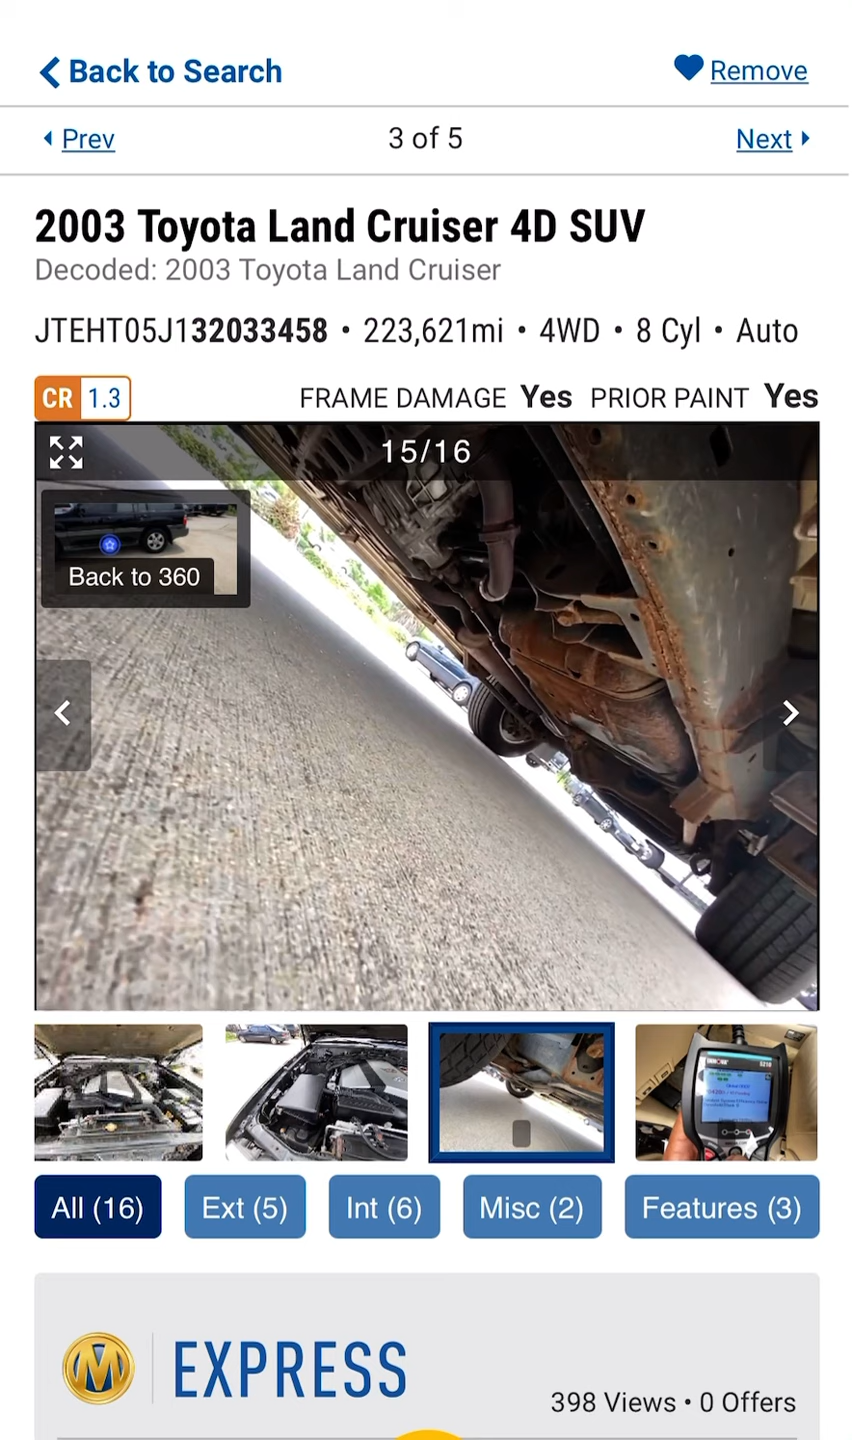 Back to Search
Remove
Prev
3 of 5
Next
2003 Toyota Land Cruiser 4D SUV
Decoded: 2003 Toyota Land Cruiser
JTEHT05J132033458 • 223,621mi • 4WD • 8 Cyl • Auto
CR 1.3
FRAME DAMAGE Yes PRIOR PAINT Yes
15/16
Back to 360
All (16)
Ext (5)
Int (6)
Misc (2)
Features (3)
M
EXPRESS
398 Views • 0 Offers